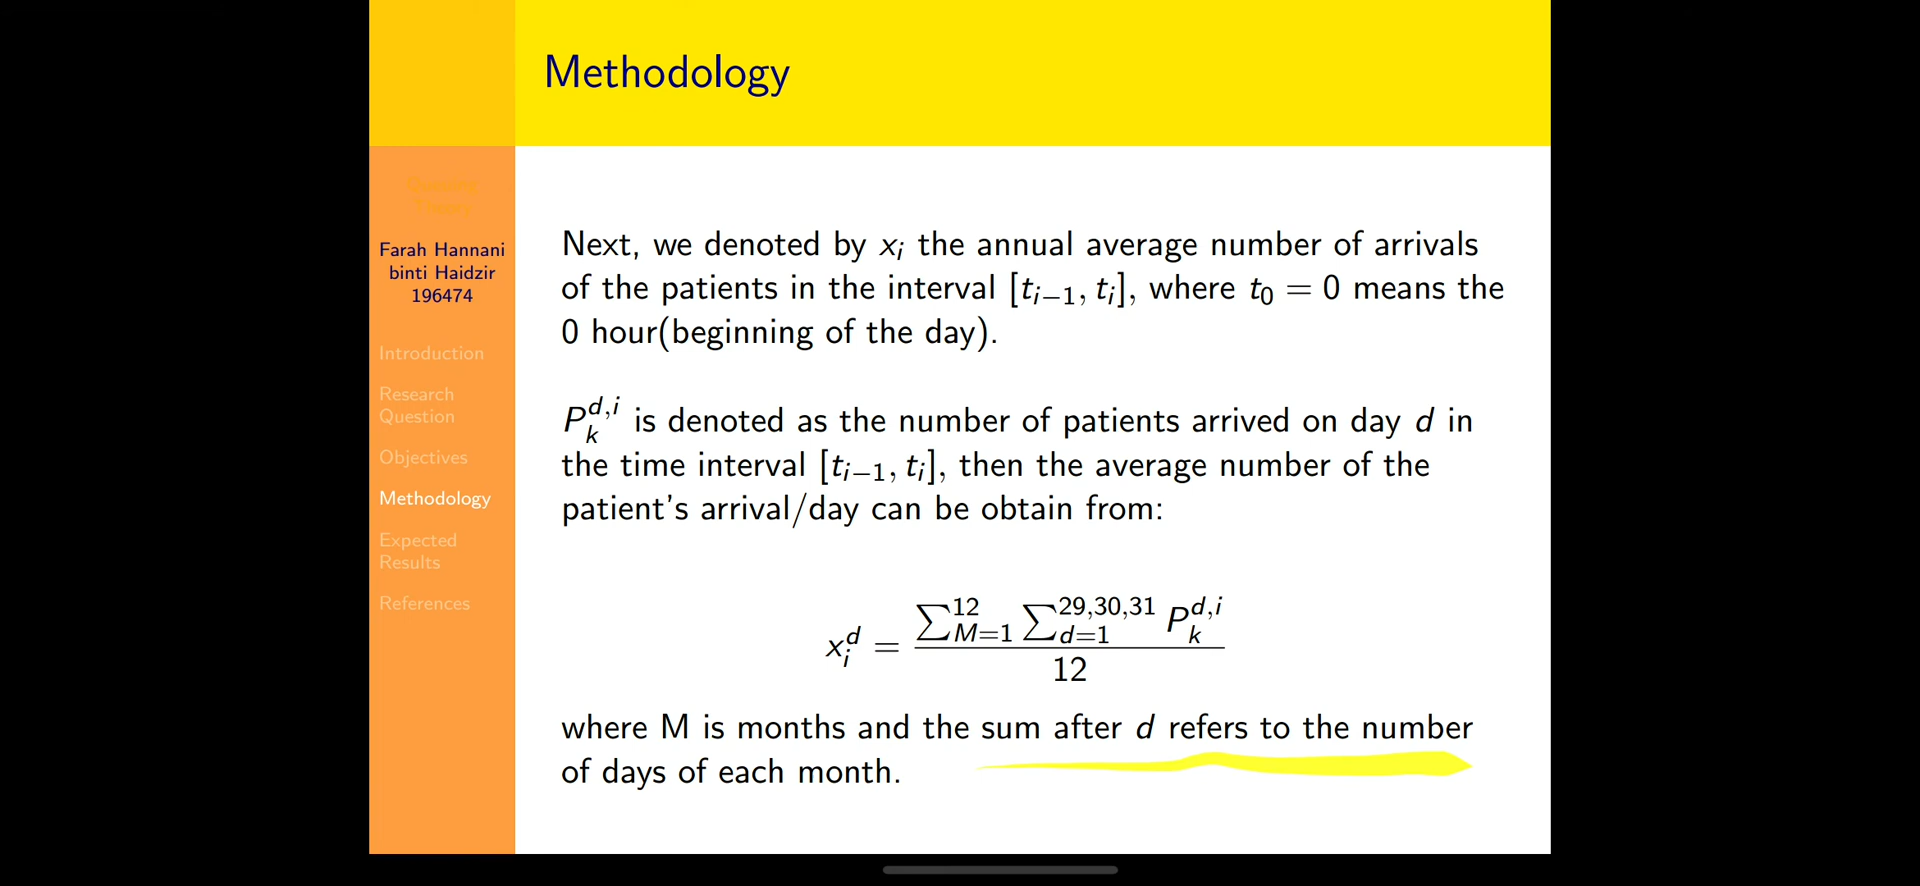 Methodology
Queuing
Theory
Farah Hannani
binti Haidzir
196474
Introduction
Research
Question
Objectives
Methodology
Expected
Results
References
Next, we denoted by x_i the annual average number of arrivals
of the patients in the interval [t_{i−1}, t_i], where t_0 = 0 means the
0 hour(beginning of the day).
P_k^{d,i} is denoted as the number of patients arrived on day d in
the time interval [t_{i−1}, t_i], then the average number of the
patient's arrival/day can be obtain from:
x_i^d = \frac{\sum_{M=1}^{12} \sum_{d=1}^{29,30,31} P_k^{d,i}}{12}
where M is months and the sum after d refers to the number
of days of each month.